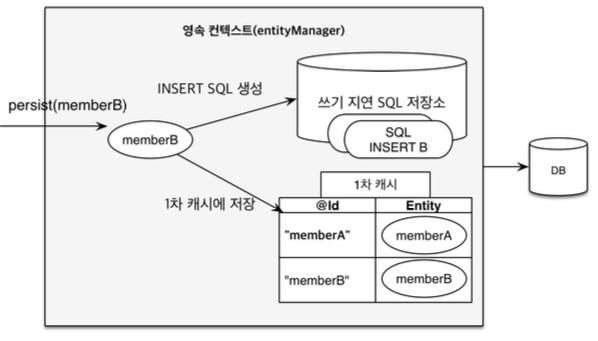 영속 컨텍스트(entityManager)
INSERT SQL 생성
persist(memberB)
쓰기 지연 SQL 저장소
memberB
SQL
INSERT B
DB
1차 캐시
1차 캐시에 저장
@Id Entity
"memberA" memberA
"memberB" memberB